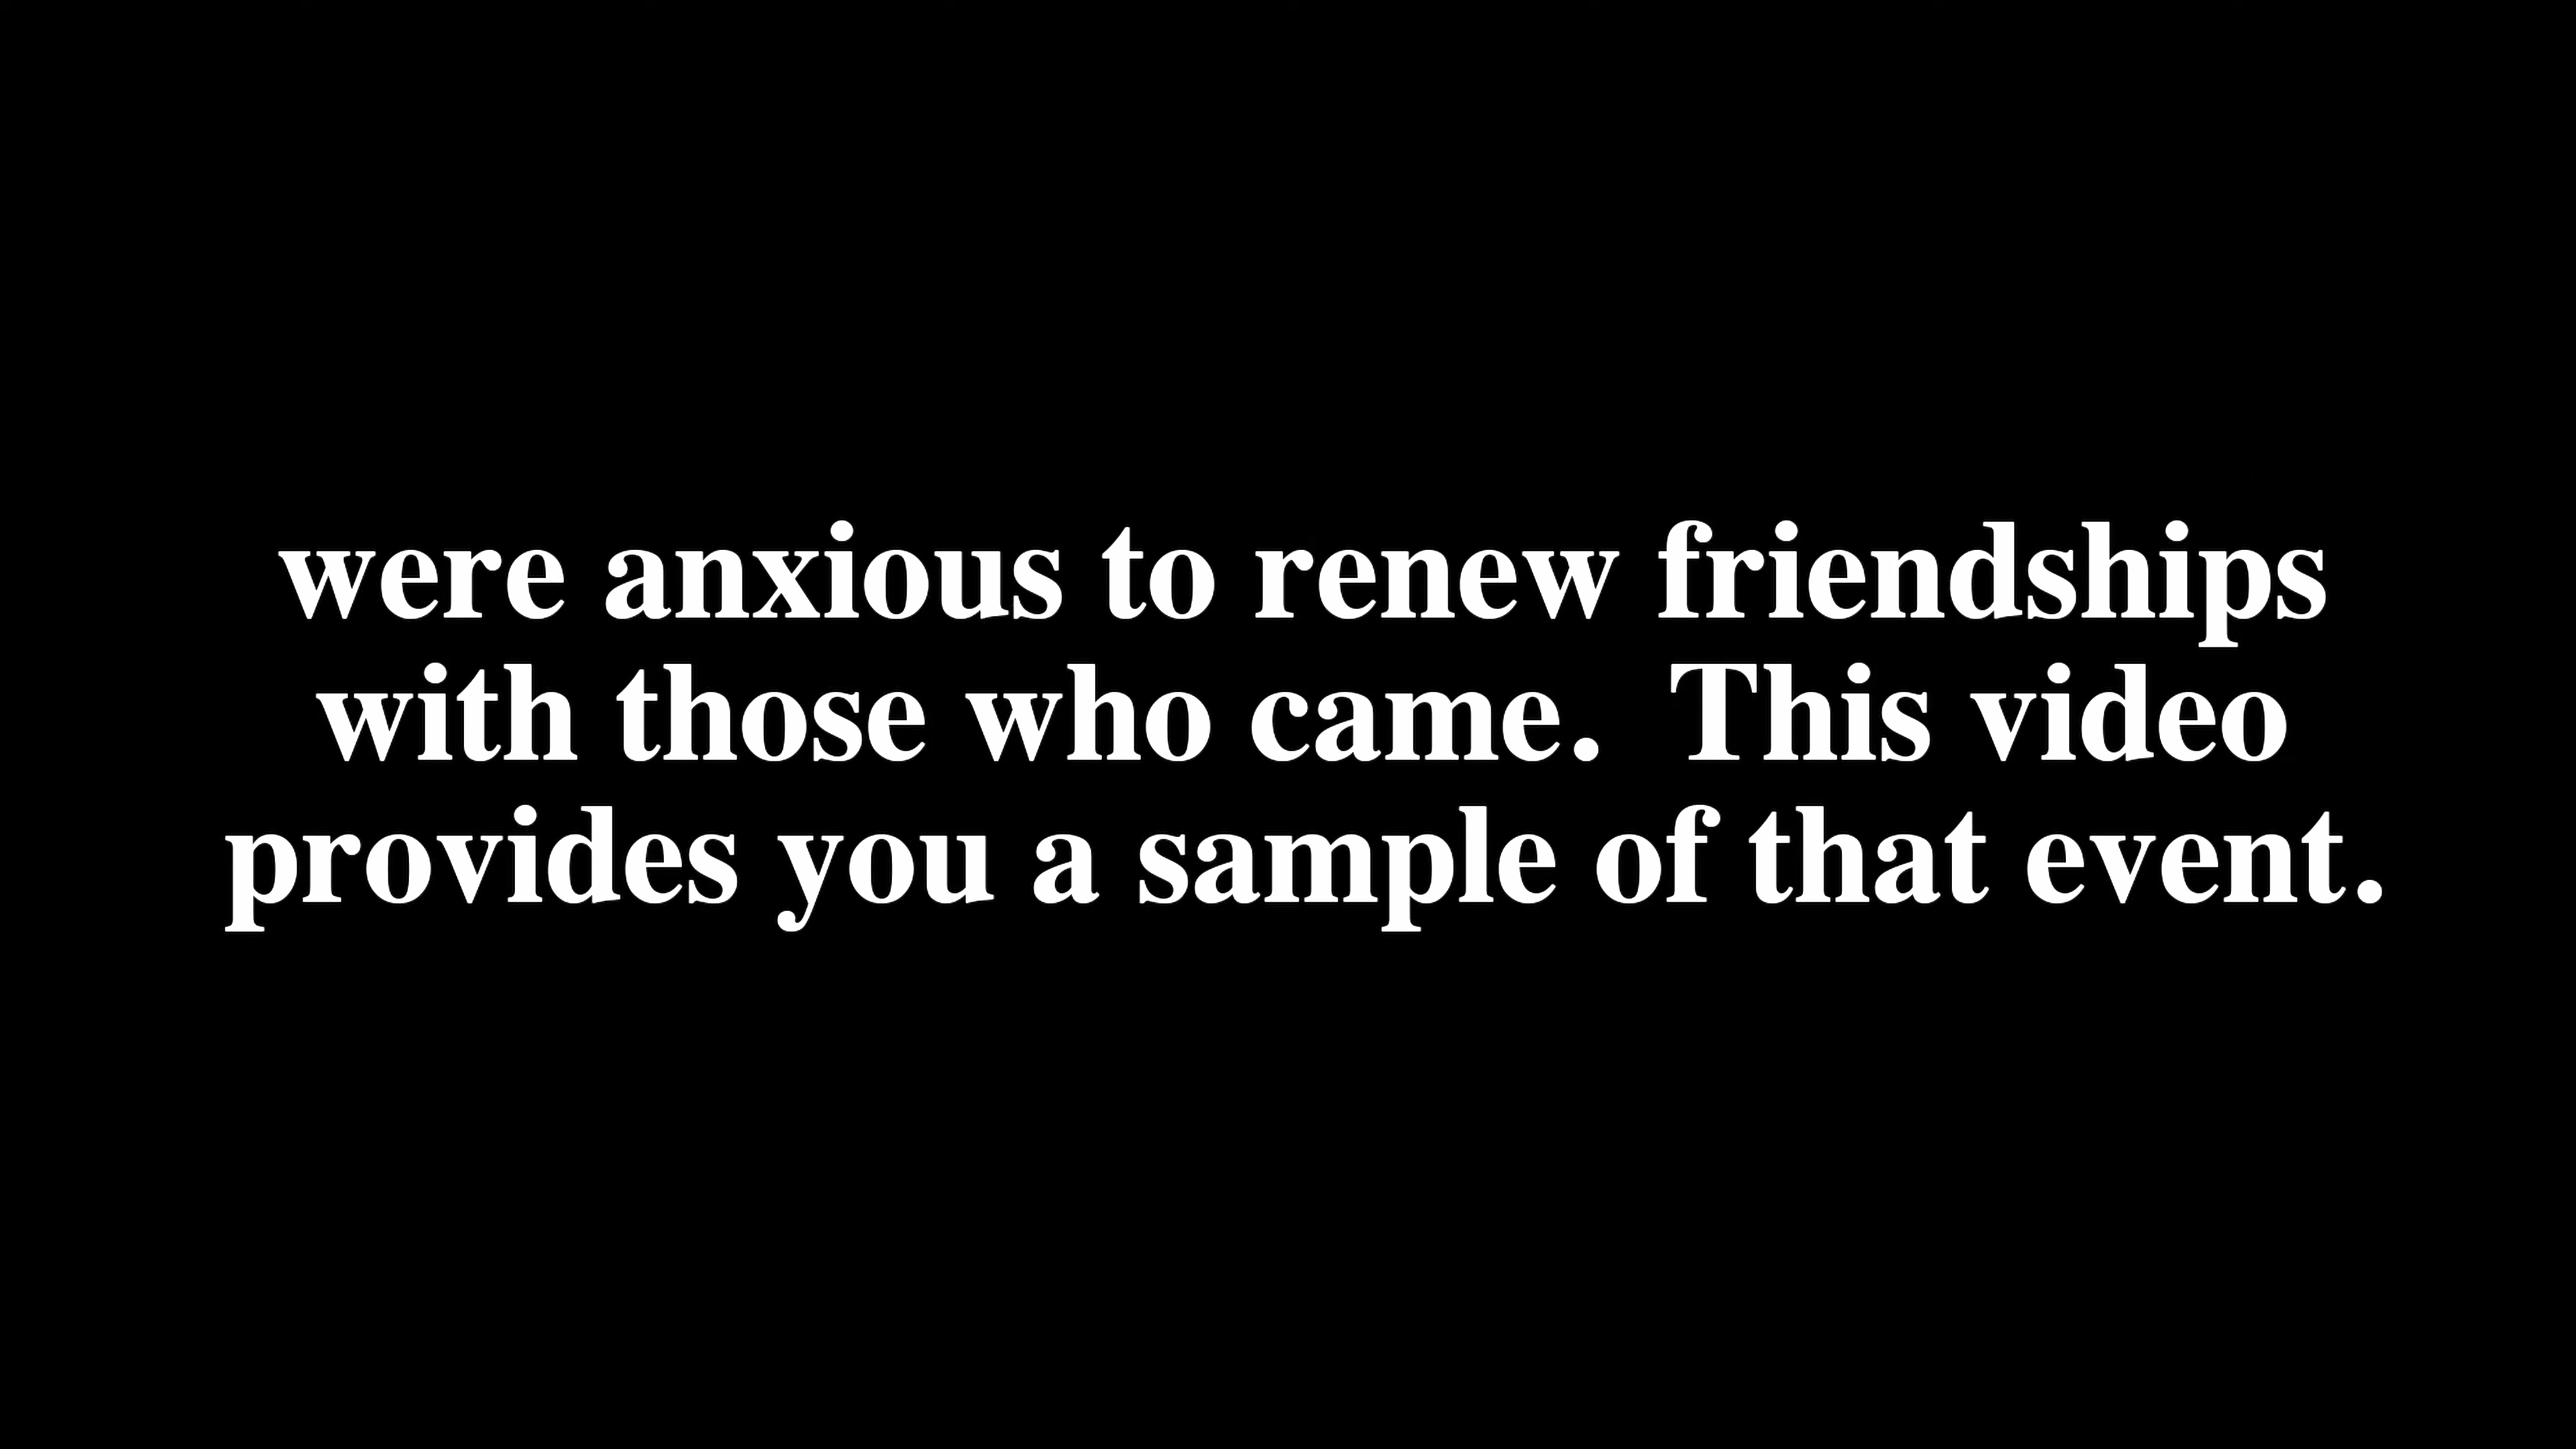 were anxious to renew friendships
with those who came.  This video
provides you a sample of that event.